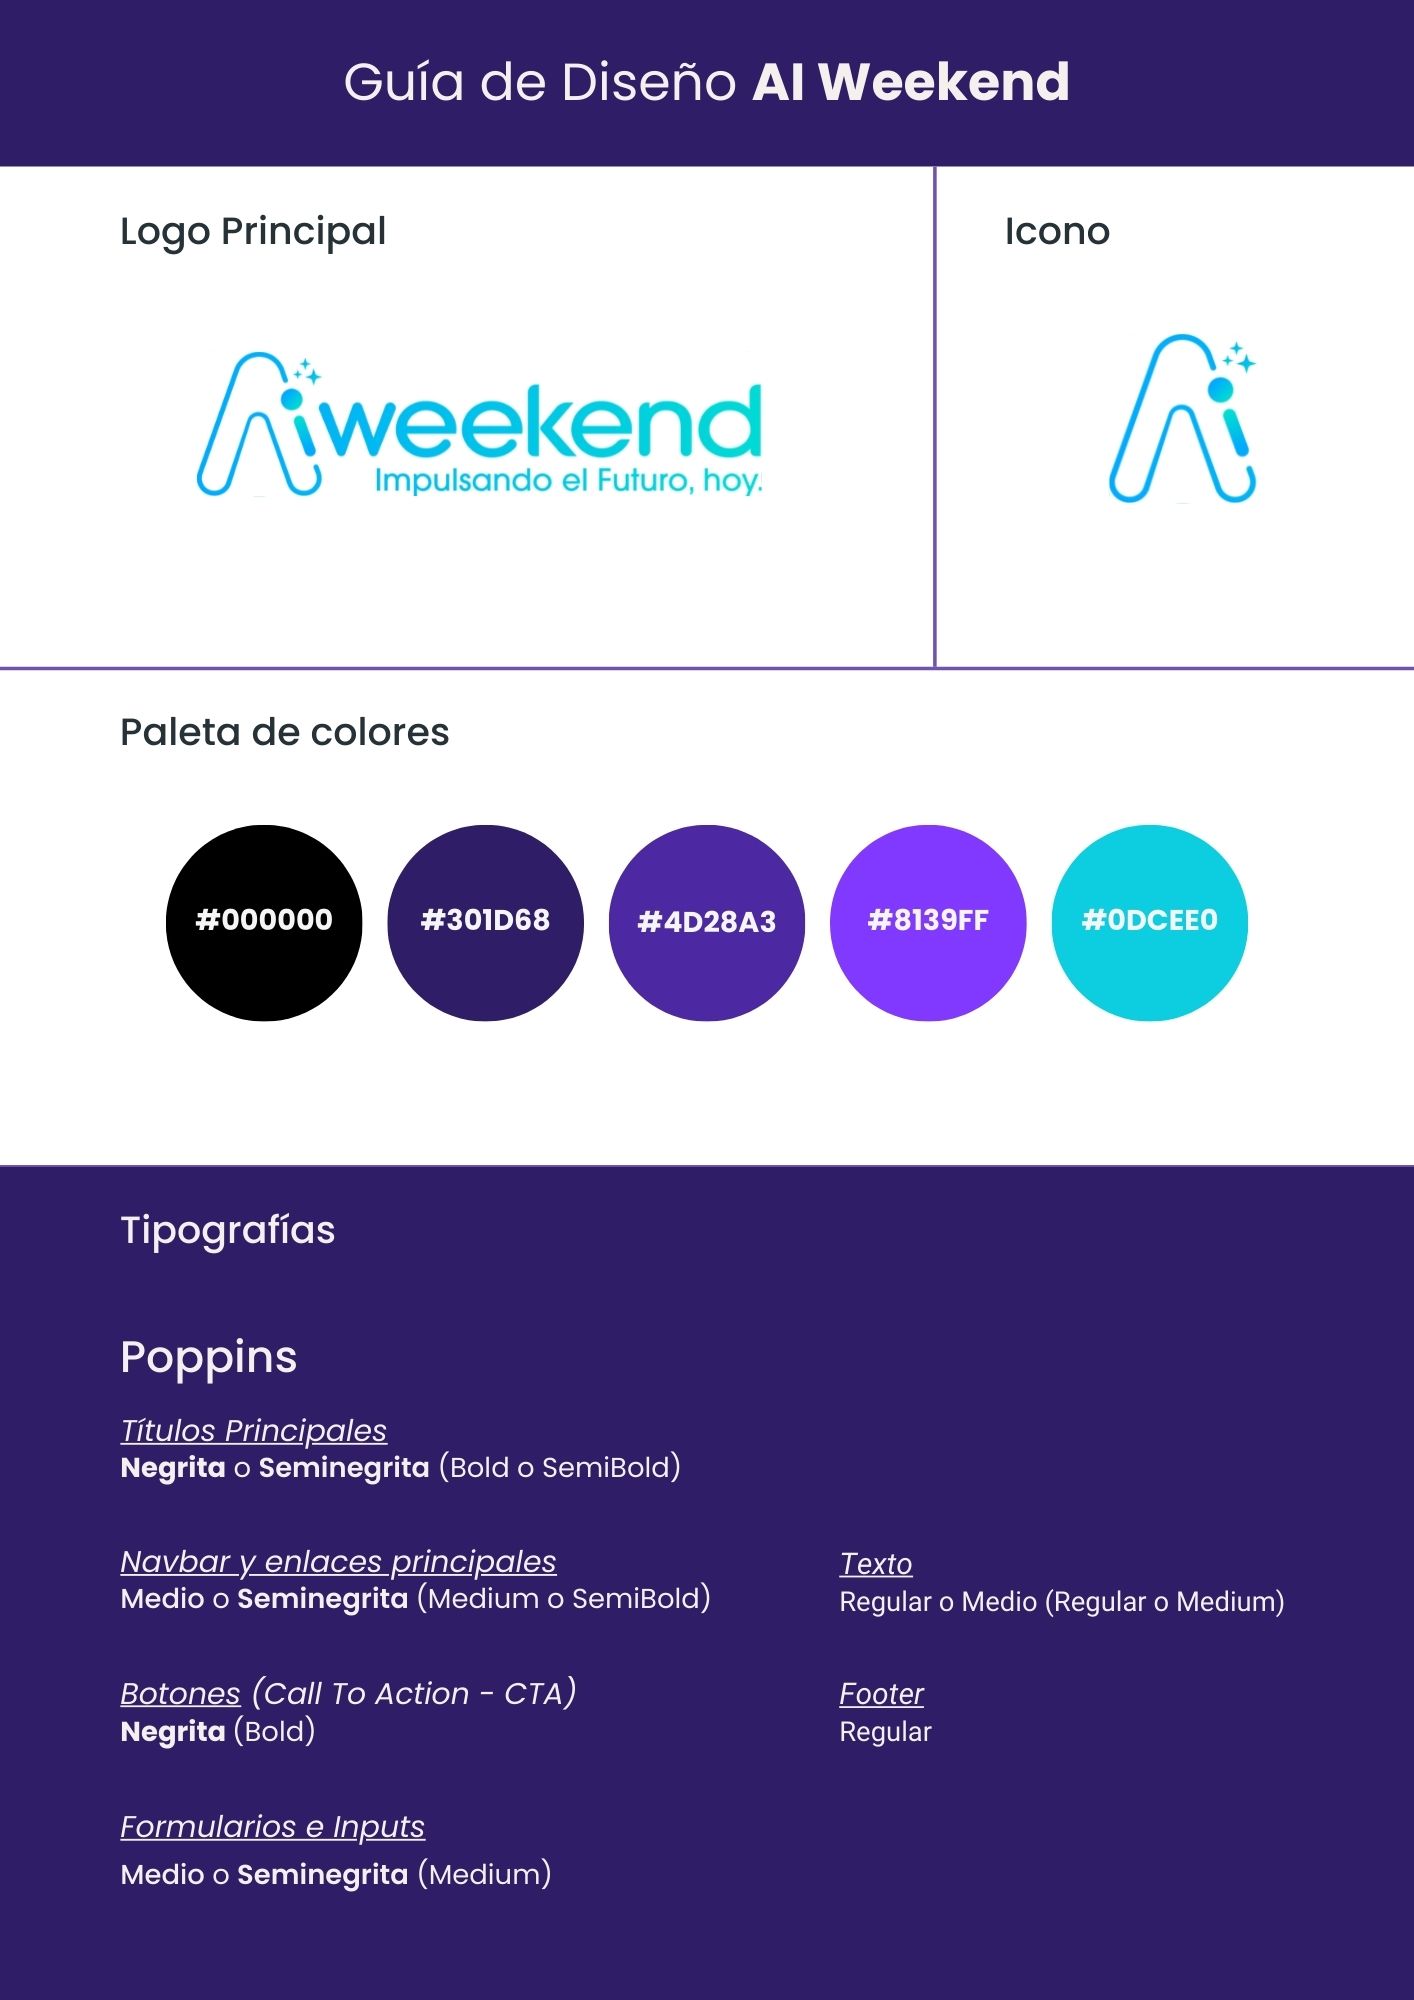 Guía de Diseño AI Weekend
Logo Principal
Icono
Ai weekend
Impulsando el Futuro, hoy.
Ai
Paleta de colores
#000000
#301D68
#4D28A3
#8139FF
#0DCEE0
Tipografías
Poppins
Títulos Principales
Negrita o Seminegrita (Bold o SemiBold)
Navbar y enlaces principales
Medio o Seminegrita (Medium o SemiBold)
Botones (Call To Action - CTA)
Negrita (Bold)
Formularios e Inputs
Medio o Seminegrita (Medium)
Texto
Regular o Medio (Regular o Medium)
Footer
Regular